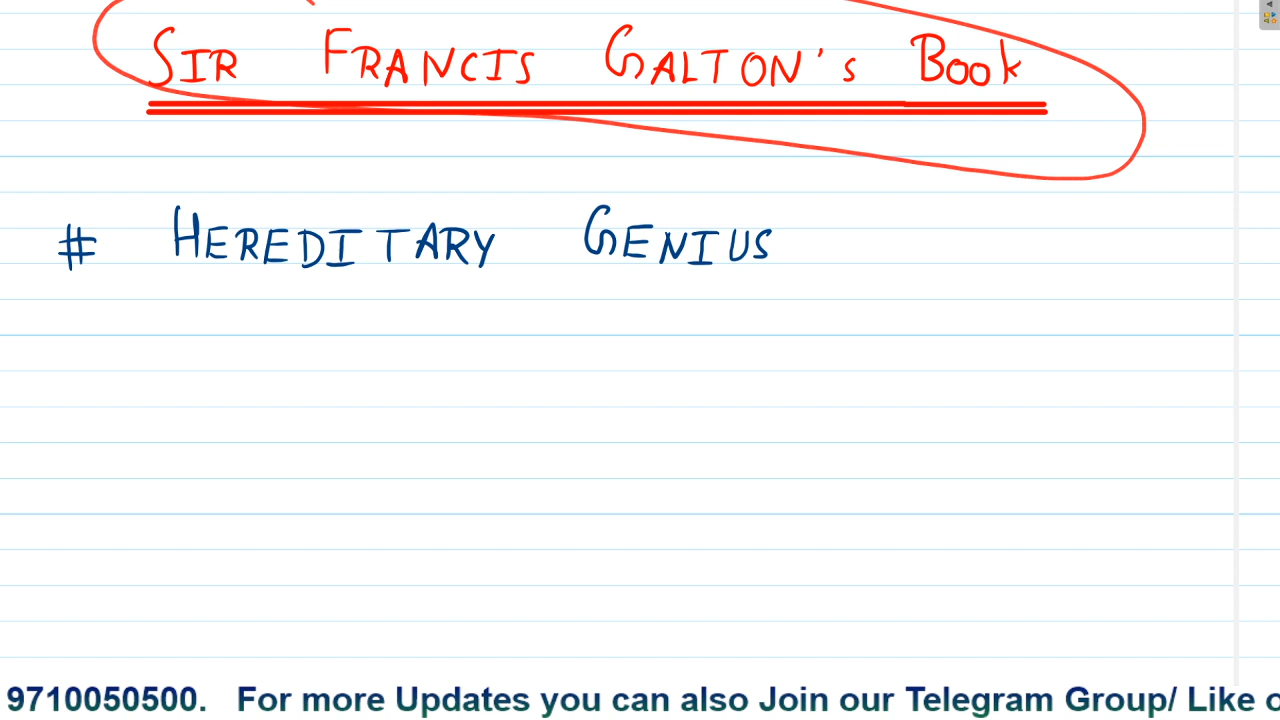 SIR FRANCIS GALTON's Book
# HEREDITARY GENIUS
9710050500. For more Updates you can also Join our Telegram Group/ Like